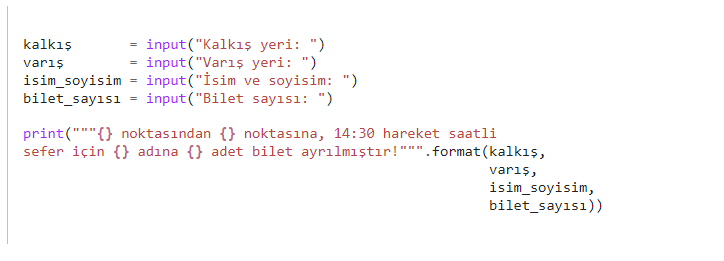 kalkış       = input("Kalkış yeri: ")
varış        = input("Varış yeri: ")
isim_soyisim = input("İsim ve soyisim: ")
bilet_sayısı = input("Bilet sayısı: ")

print("""{} noktasından {} noktasına, 14:30 hareket saatli
sefer için {} adına {} adet bilet ayrılmıştır!""".format(kalkış,
                                                         varış,
                                                         isim_soyisim,
                                                         bilet_sayısı))